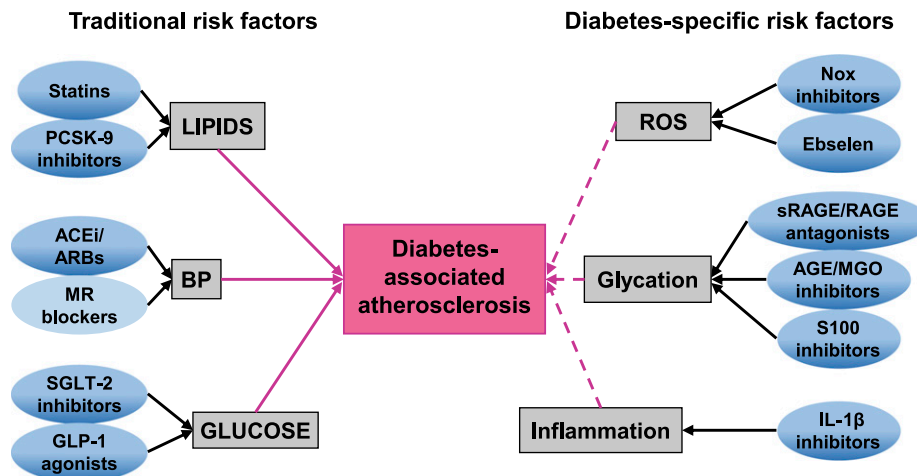 Traditional risk factors
Diabetes-specific risk factors
Statins
PCSK-9
inhibitors
LIPIDS
ACEi/
ARBs
MR
blockers
BP
SGLT-2
inhibitors
GLP-1
agonists
GLUCOSE
Diabetes-
associated
atherosclerosis
ROS
Nox
inhibitors
Ebselen
Glycation
sRAGE/RAGE
antagonists
AGE/MGO
inhibitors
S100
inhibitors
Inflammation
IL-1β
inhibitors